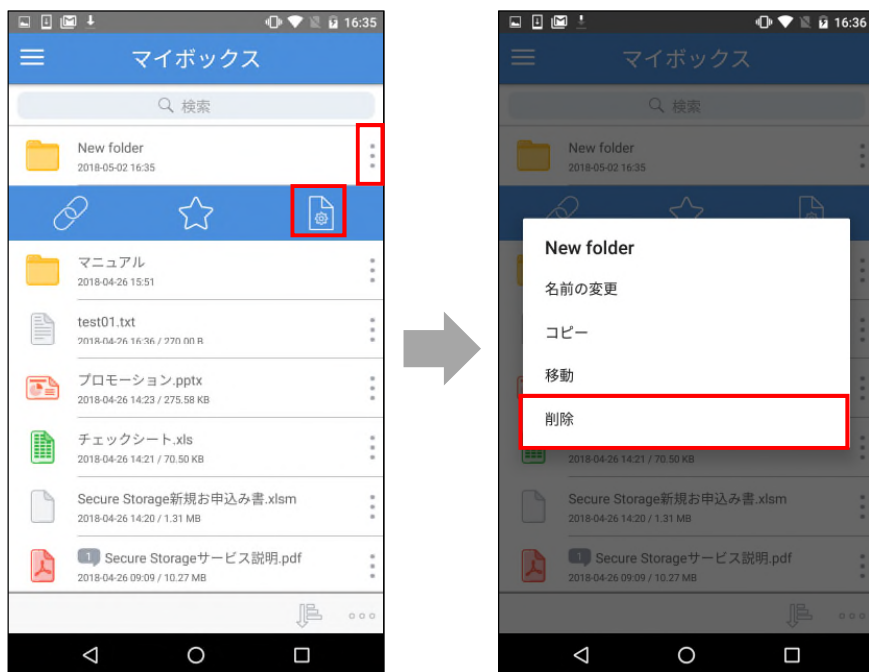 16:35
マイボックス
検索
New folder
2018-05-02 16:35
マニュアル
2018-04-26 15:51
test01.txt
2018-04-26 16:36 / 270.00 B
プロモーション.pptx
2018-04-26 14:23 / 275.58 KB
チェックシート.xls
2018-04-26 14:21 / 70.50 KB
Secure Storage新規お申込み書.xlsm
2018-04-26 14:20 / 1.31 MB
1 Secure Storageサービス説明.pdf
2018-04-26 09:09 / 10.27 MB
16:36
マイボックス
検索
New folder
2018-05-02 16:35
New folder
名前の変更
コピー
移動
削除
2018-04-26 14:21 / 70.50 KB
Secure Storage新規お申込み書.xlsm
2018-04-26 14:20 / 1.31 MB
1 Secure Storageサービス説明.pdf
2018-04-26 09:09 / 10.27 MB